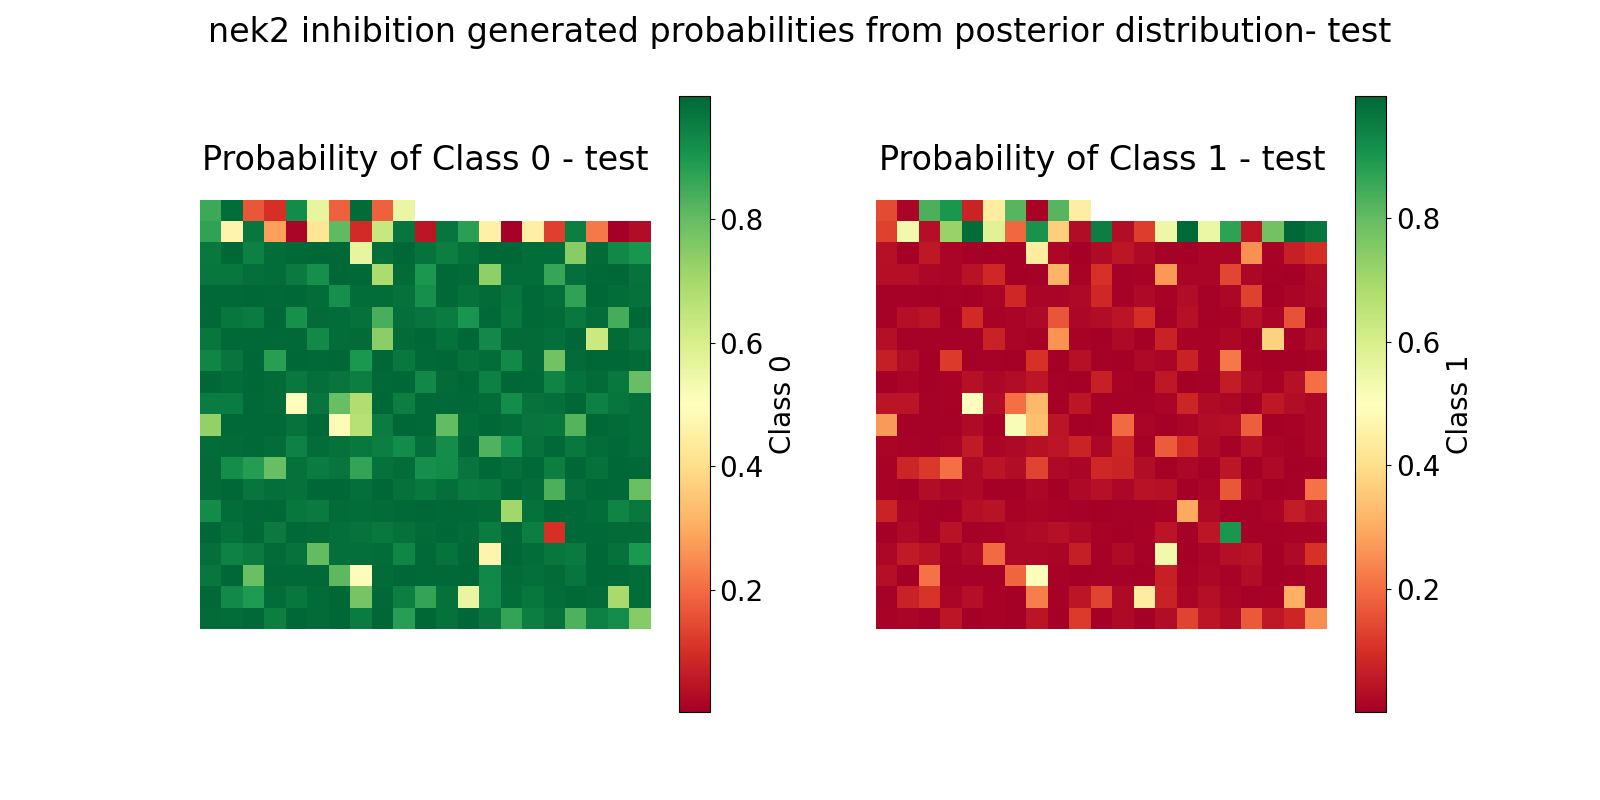 nek2 inhibition generated probabilities from posterior distribution- test
Probability of Class 0 - test
0.8
0.6
0.4
0.2
Class 0
Probability of Class 1 - test
0.8
0.6
0.4
0.2
Class 1